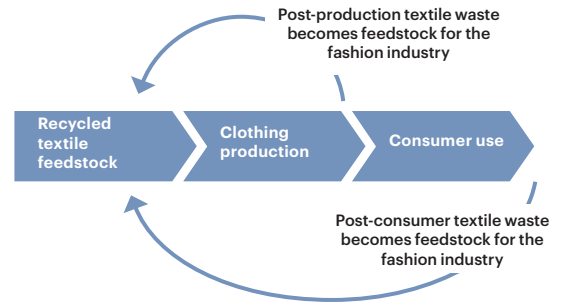 Post-production textile waste
becomes feedstock for the
fashion industry
Recycled
textile
feedstock
Clothing
production
Consumer use
Post-consumer textile waste
becomes feedstock for the
fashion industry